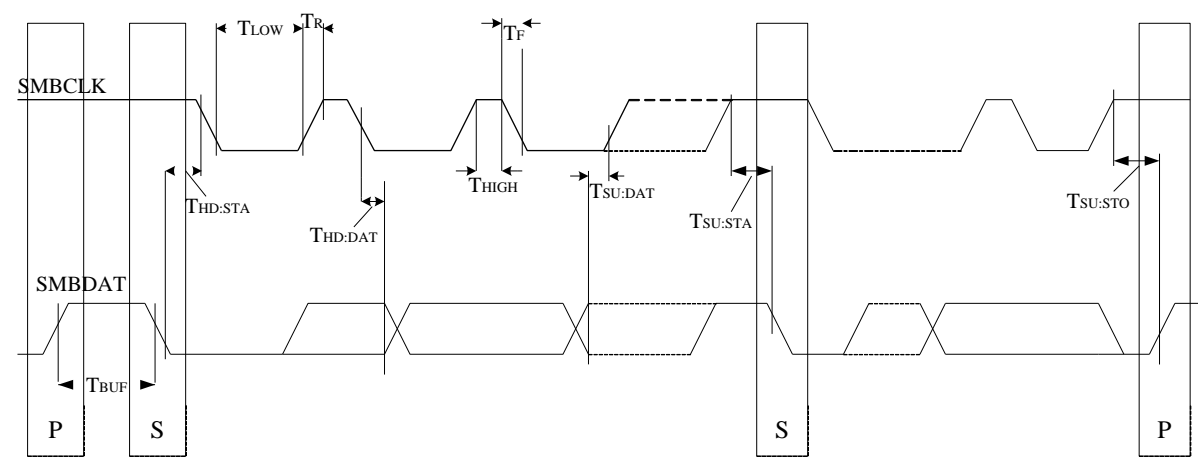 TLOW
TR
TF
SMBCLK
THD:STA
THIGH
TSU:DAT
TSU:STA
TSU:STO
THD:DAT
SMBDAT
TBUF
P
S
S
P